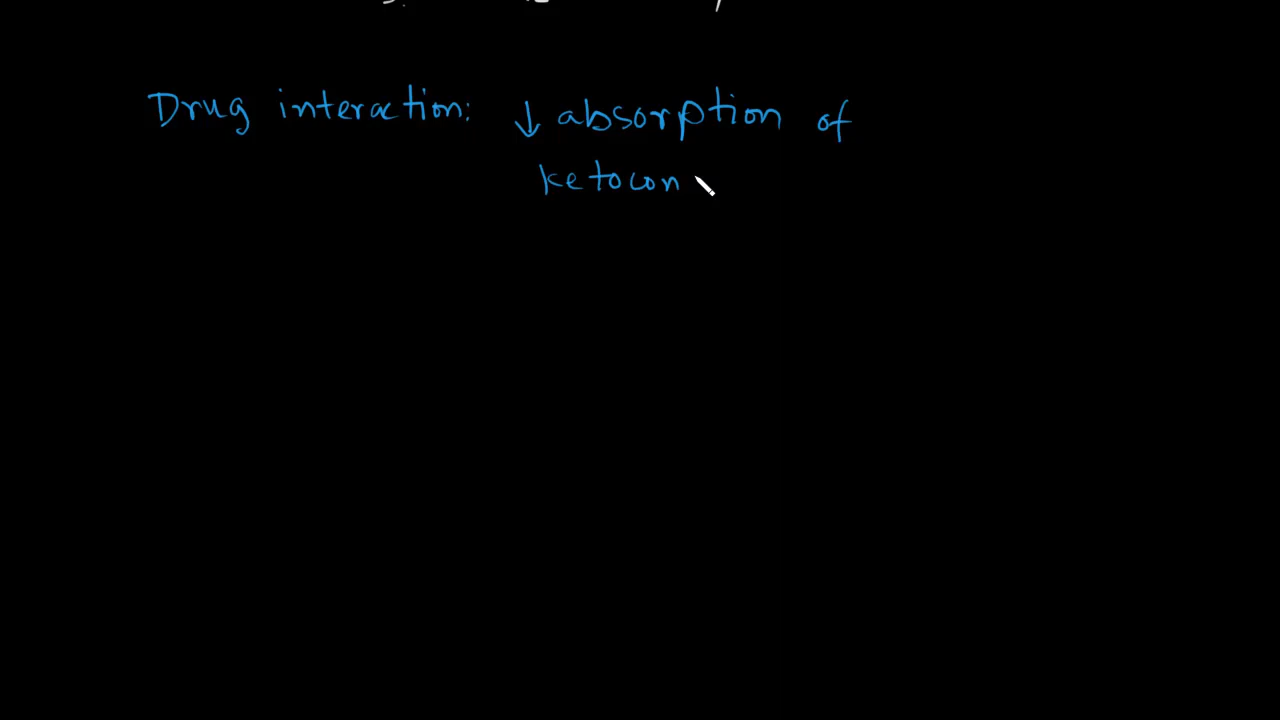 Drug interaction: ↓ absorption of
ketocon